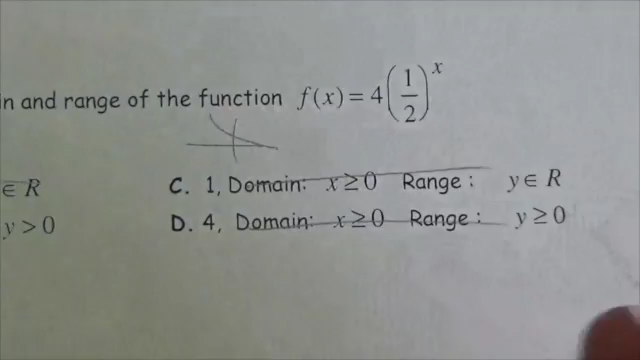 in and range of the function f(x) = 4(1/2)^x
∈ R C. 1, Domain: x ≥ 0 Range : y ∈ R
y > 0 D. 4, Domain: x ≥ 0 Range : y ≥ 0